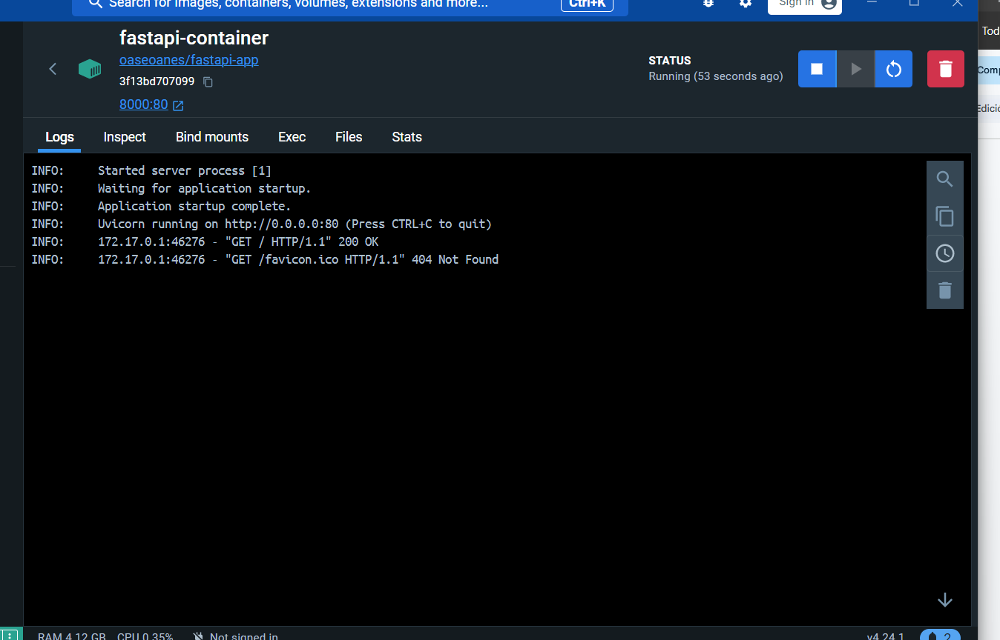 Search for images, containers, volumes, extensions and more...
Ctrl+K
Sign in
fastapi-container
oaseoanes/fastapi-app
3f13bd707099
8000:80
STATUS
Running (53 seconds ago)
Tod
Comp
Edició
Logs
Inspect
Bind mounts
Exec
Files
Stats
INFO: Started server process [1]
INFO: Waiting for application startup.
INFO: Application startup complete.
INFO: Uvicorn running on http://0.0.0.0:80 (Press CTRL+C to quit)
INFO: 172.17.0.1:46276 - "GET / HTTP/1.1" 200 OK
INFO: 172.17.0.1:46276 - "GET /favicon.ico HTTP/1.1" 404 Not Found
RAM 4.12 GB CPU 0.35%
Not signed in
v4.24.1
2